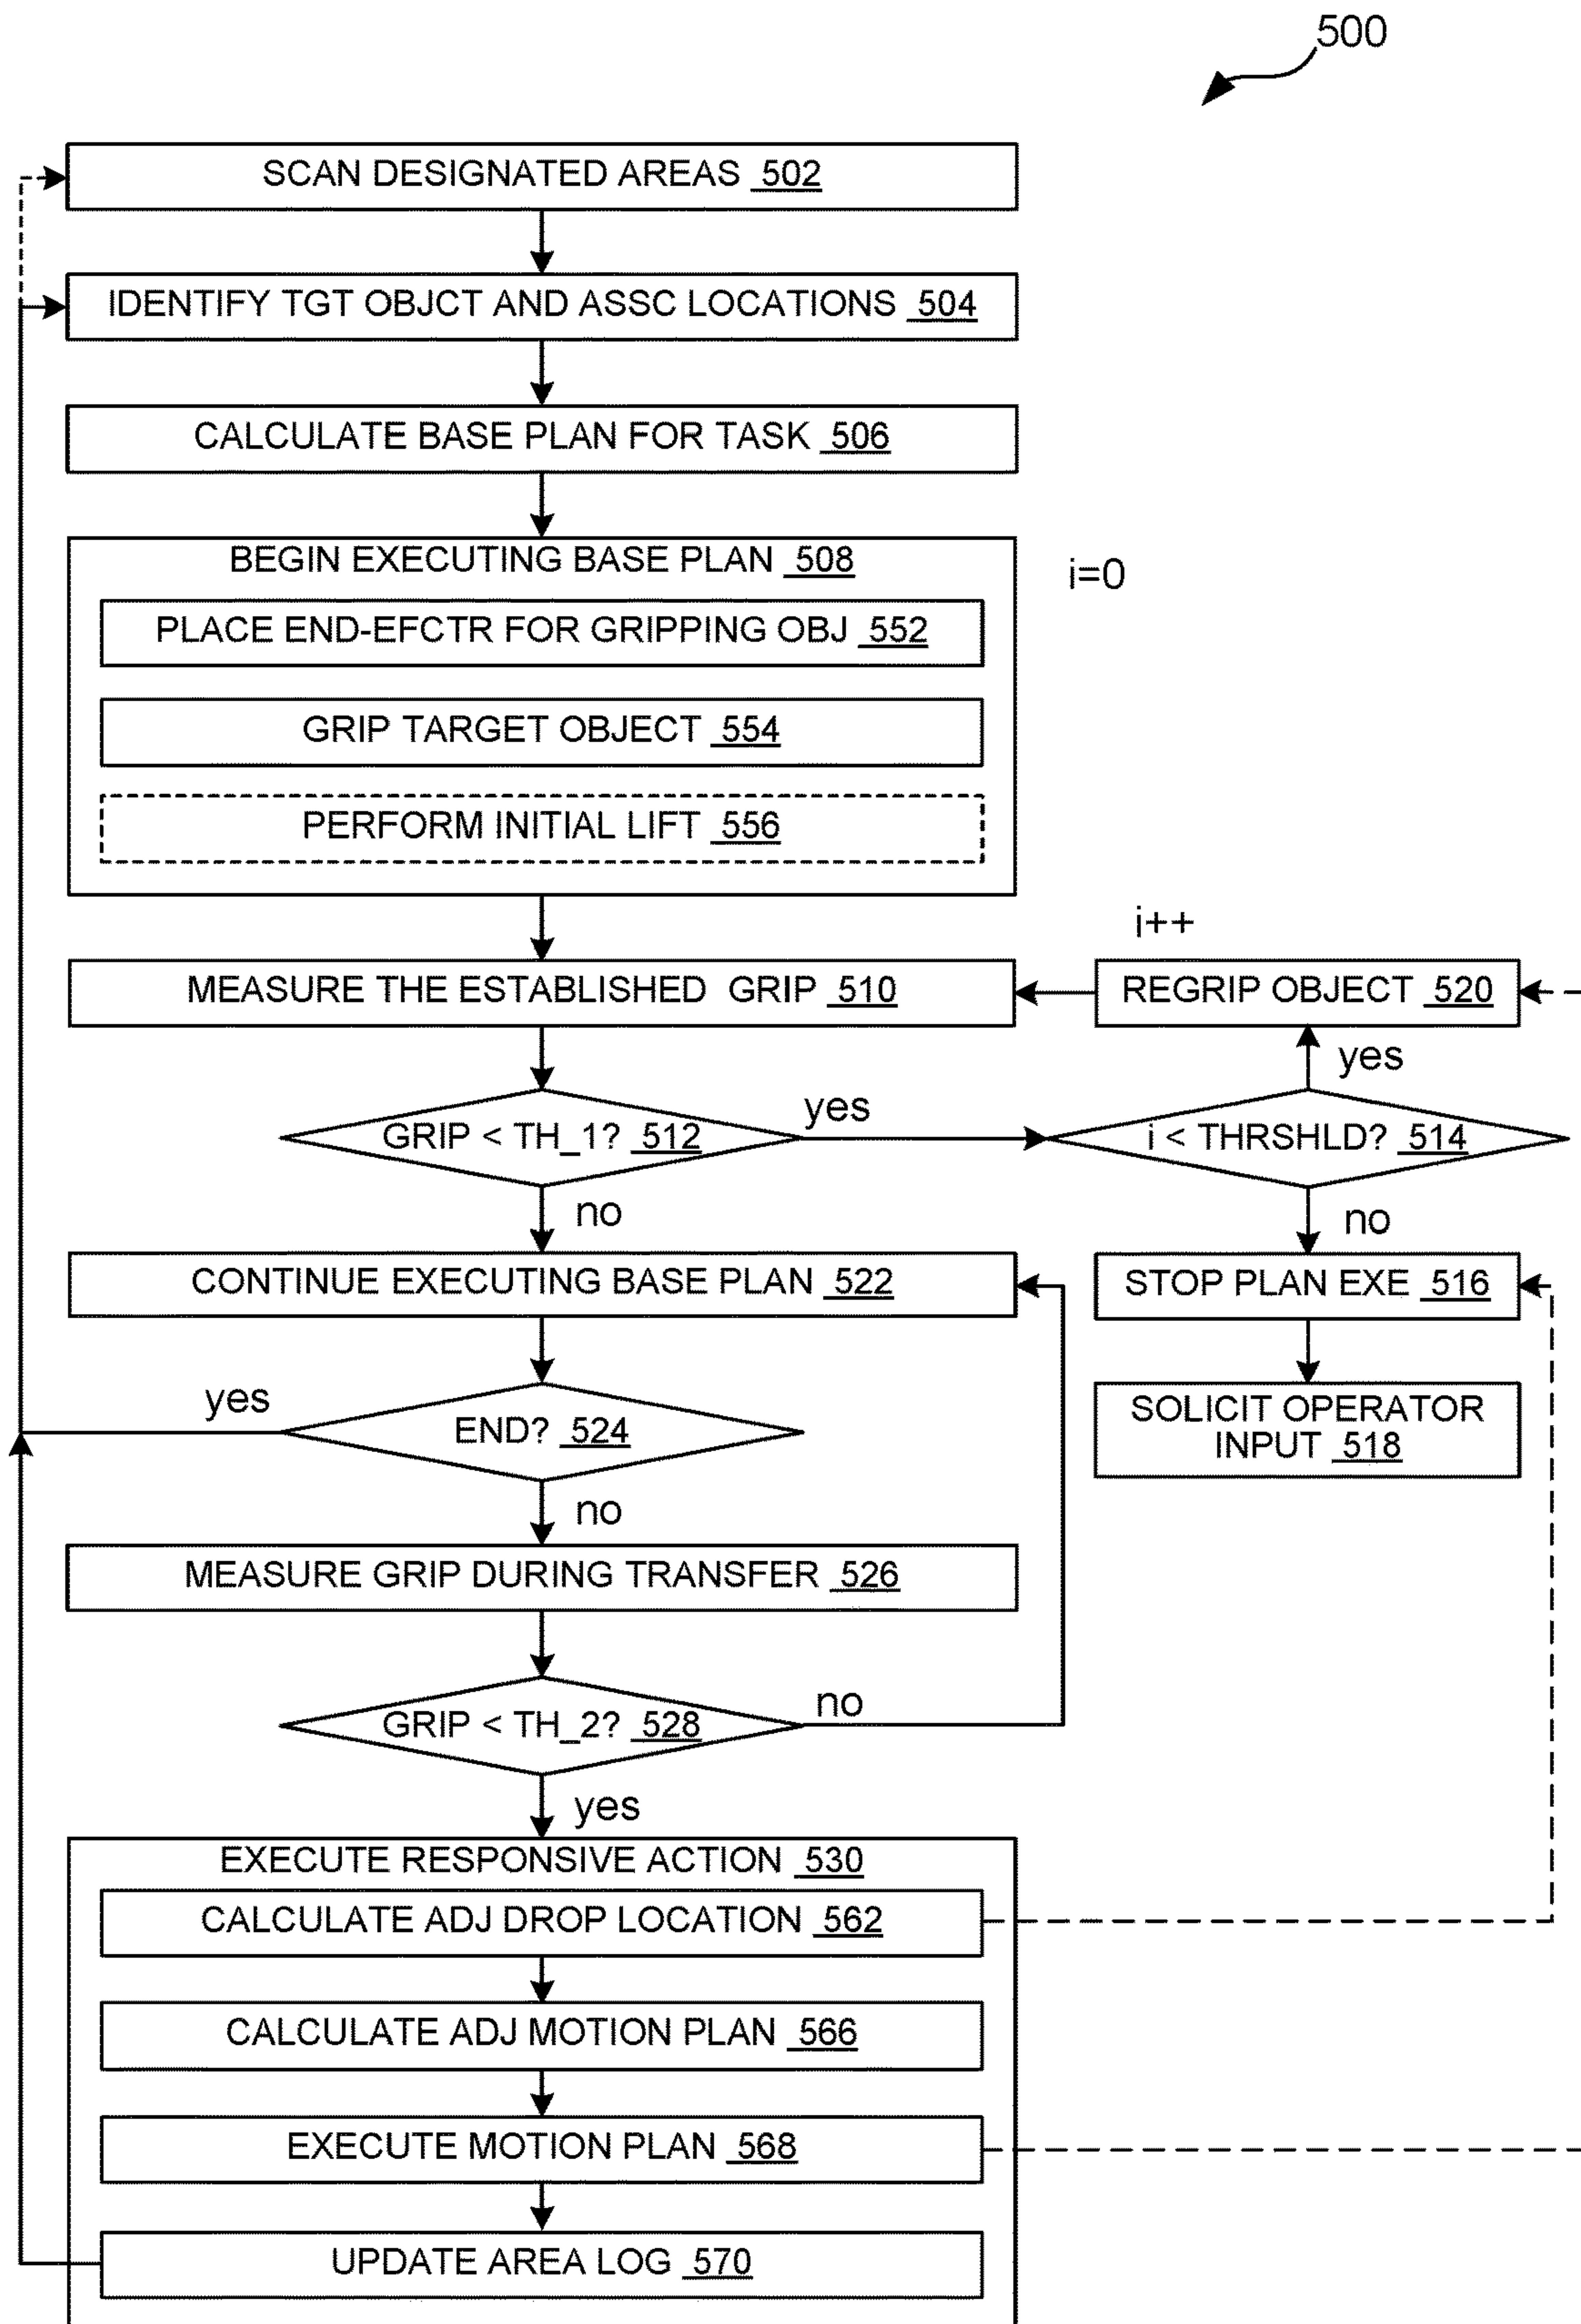 500
SCAN DESIGNATED AREAS 502
IDENTIFY TGT OBJCT AND ASSC LOCATIONS 504
CALCULATE BASE PLAN FOR TASK 506
BEGIN EXECUTING BASE PLAN 508
i=0
PLACE END-EFCTR FOR GRIPPING OBJ 552
GRIP TARGET OBJECT 554
PERFORM INITIAL LIFT 556
i++
MEASURE THE ESTABLISHED GRIP 510
REGRIP OBJECT 520
yes
yes
GRIP < TH_1? 512
i < THRSHLD? 514
no
no
CONTINUE EXECUTING BASE PLAN 522
STOP PLAN EXE 516
yes
SOLICIT OPERATOR
INPUT 518
END? 524
no
MEASURE GRIP DURING TRANSFER 526
no
GRIP < TH_2? 528
yes
EXECUTE RESPONSIVE ACTION 530
CALCULATE ADJ DROP LOCATION 562
CALCULATE ADJ MOTION PLAN 566
EXECUTE MOTION PLAN 568
UPDATE AREA LOG 570